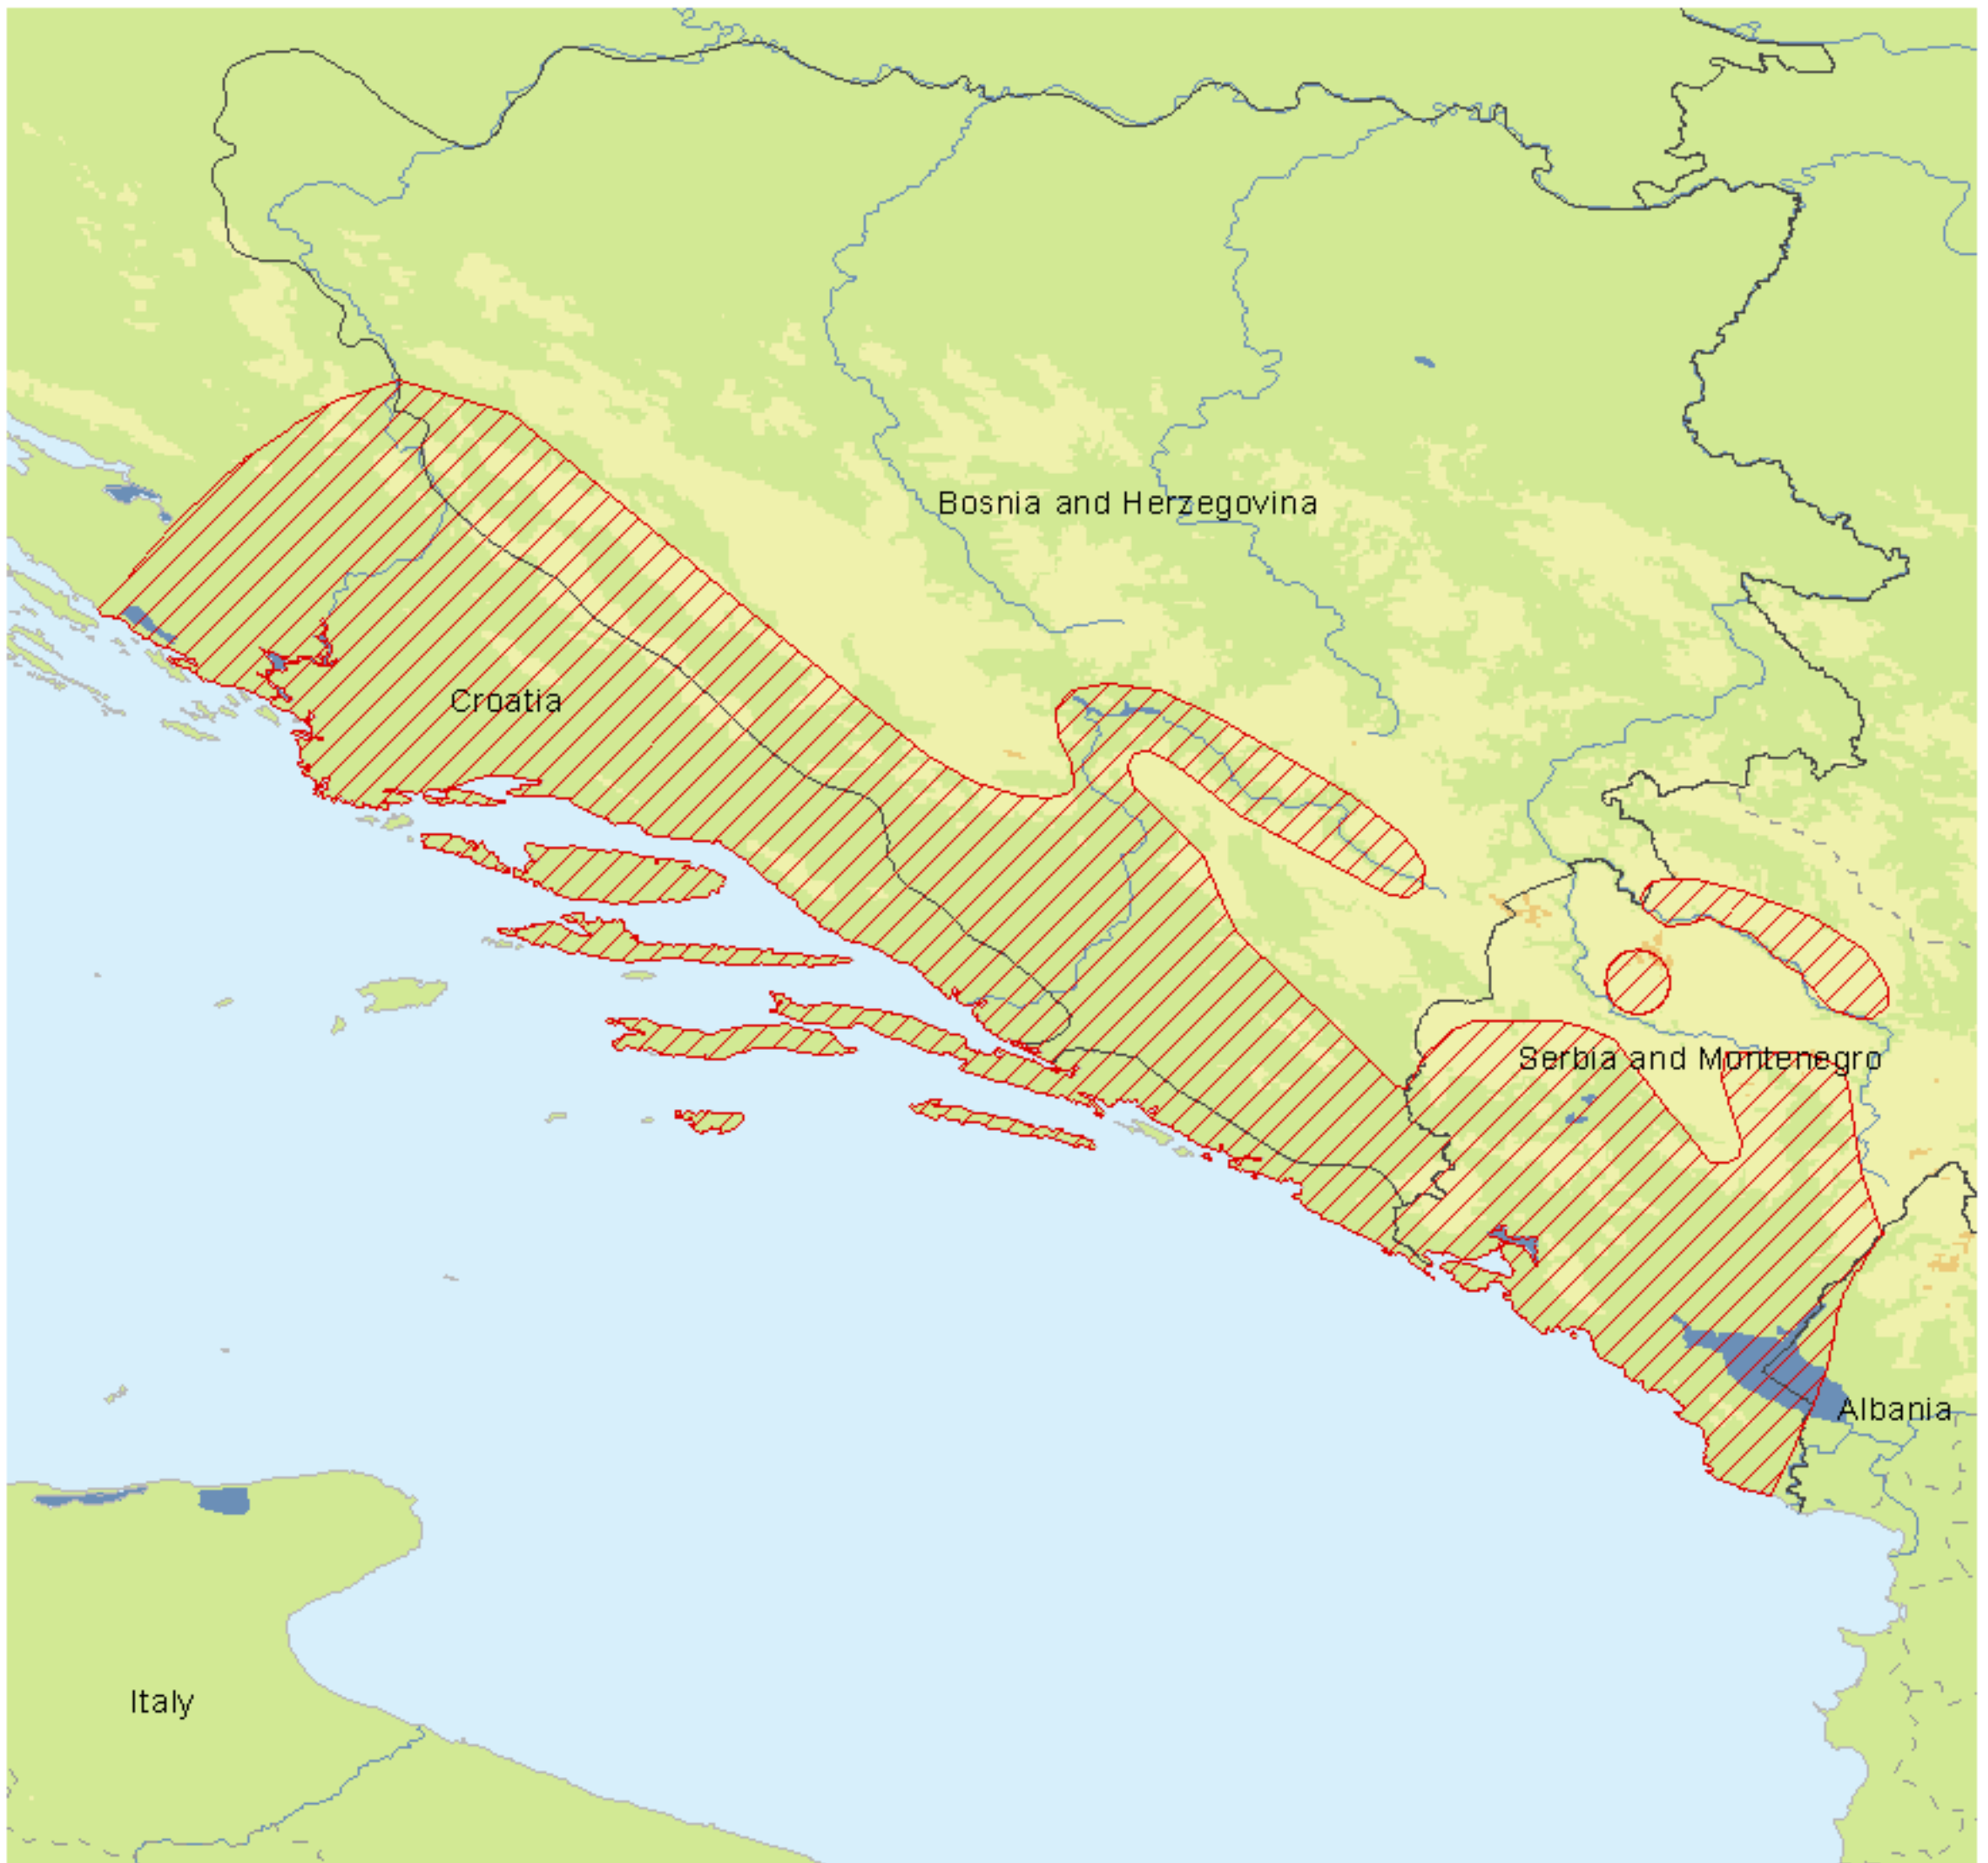 Bosnia and Herzegovina
Croatia
Serbia and Montenegro
Albania
Italy